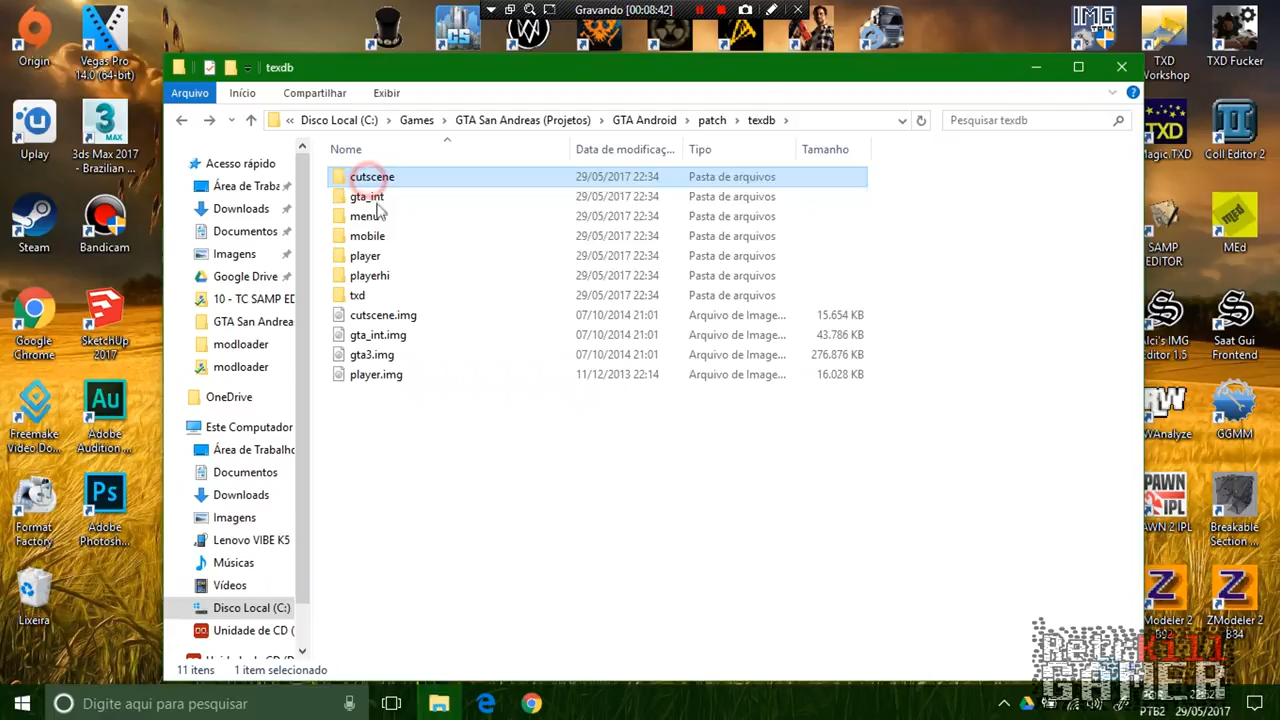 Gravando [00:08:42]
Origin
Vegas Pro
14.0 (64-bit)
IMG
TXD
Workshop
TXD Fucker
texdb
Arquivo
Início
Compartilhar
Exibir
Disco Local (C:) > Games > GTA San Andreas (Projetos) > GTA Android > patch > texdb >
Pesquisar texdb
Uplay
3ds Max 2017
- Brazilian ...
Magic.TXD
Coll Editor 2
Nome
Data de modificaç...
Tipo
Tamanho
Acesso rápido
Área de Traba
Downloads
Documentos
Imagens
Google Drive
10 - TC SAMP ED
GTA San Andrea
modloader
modloader
OneDrive
Este Computador
Área de Trabalho
Documentos
Downloads
Imagens
Lenovo VIBE K5
Músicas
Vídeos
Disco Local (C:)
Unidade de CD (
cutscene 29/05/2017 22:34 Pasta de arquivos
gta_int 29/05/2017 22:34 Pasta de arquivos
menu 29/05/2017 22:34 Pasta de arquivos
mobile 29/05/2017 22:34 Pasta de arquivos
player 29/05/2017 22:34 Pasta de arquivos
playerhi 29/05/2017 22:34 Pasta de arquivos
txd 29/05/2017 22:34 Pasta de arquivos
cutscene.img 07/10/2014 21:01 Arquivo de Image... 15.654 KB
gta_int.img 07/10/2014 21:01 Arquivo de Image... 43.786 KB
gta3.img 07/10/2014 21:01 Arquivo de Image... 276.876 KB
player.img 11/12/2013 22:14 Arquivo de Image... 16.028 KB
Steam
Bandicam
SAMP
EDITOR
MEd
Google
Chrome
SketchUp
2017
Alci's IMG
Editor 1.5
Saat Gui
Frontend
Freemake
Video Do...
Adobe
Audition...
RWAnalyze
GGMM
Format
Factory
Adobe
Photosh...
PAWN 2 IPL
Breakable
Section ...
Lixeira
ZModeler 2
ZModeler 2
11 itens
1 item selecionado
Digite aqui para pesquisar
PTB2
29/05/2017